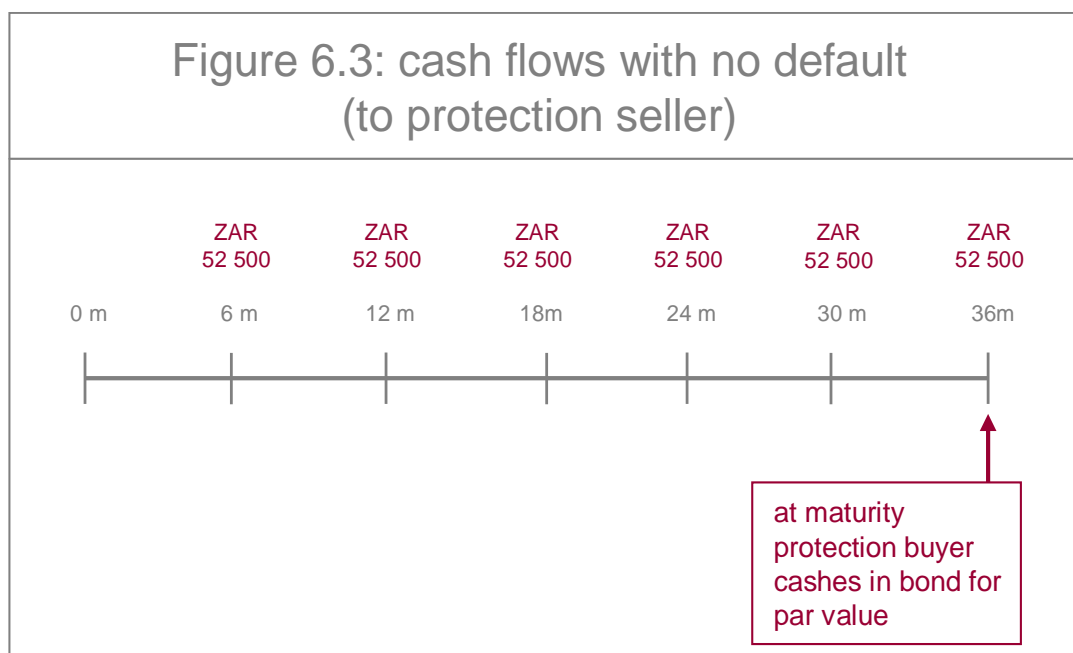 Figure 6.3: cash flows with no default
(to protection seller)
ZAR ZAR ZAR ZAR ZAR ZAR
52 500 52 500 52 500 52 500 52 500 52 500
0 m 6 m 12 m 18m 24 m 30 m 36m
at maturity
protection buyer
cashes in bond for
par value